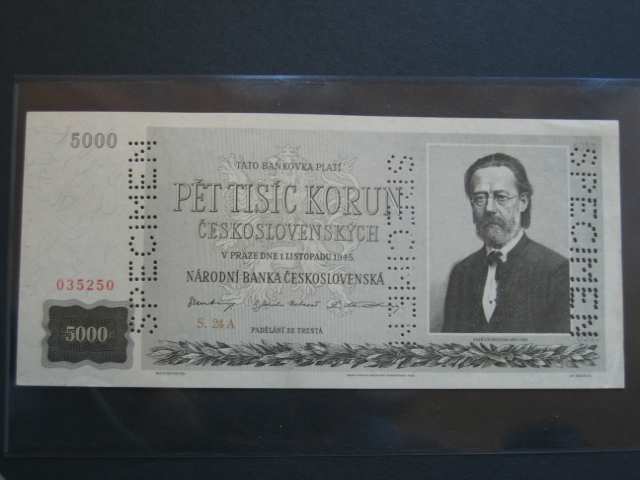 5000
SPECIMEN
TATO BANKOVKA PLATÍ
PĚT TISÍC KORUN
ČESKOSLOVENSKÝCH
V PRAZE DNE 1. LISTOPADU 1945.
NÁRODNÍ BANKA ČESKOSLOVENSKÁ
035250
5000
S. 24 A
PADĚLÁNÍ SE TRESTÁ
SPECIMEN
SPECIMEN